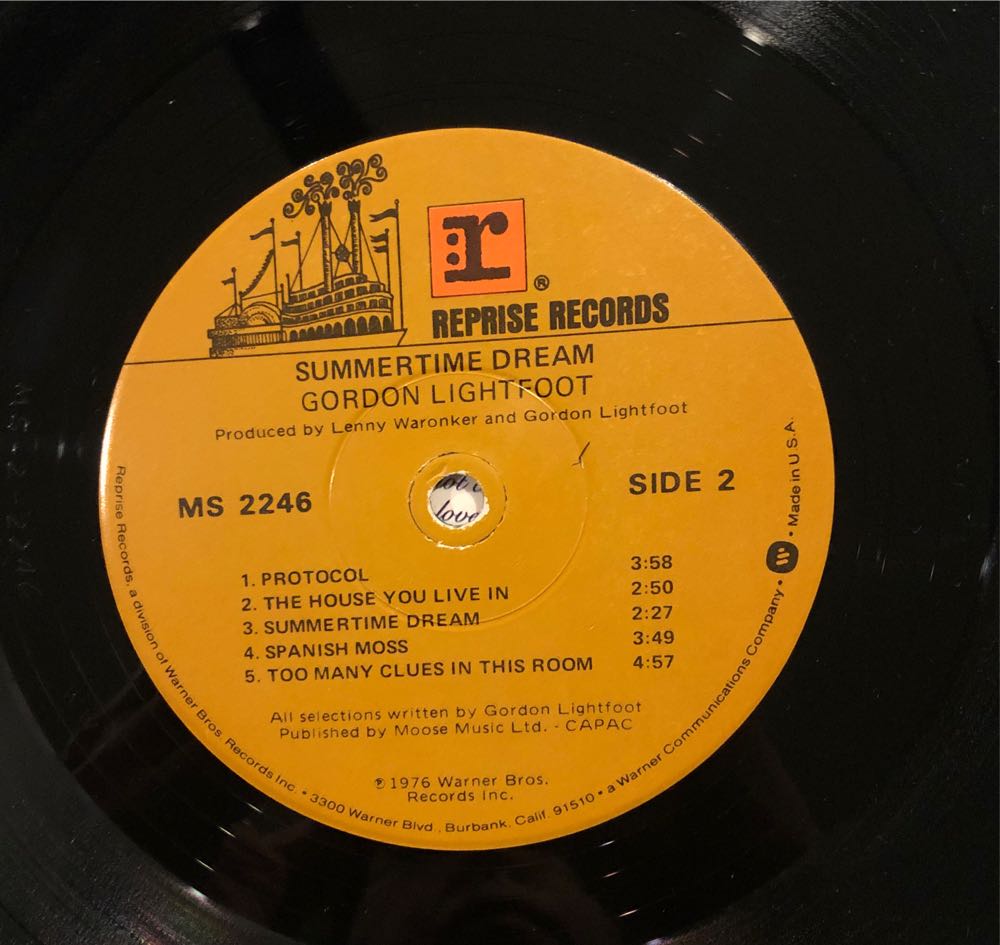 r
®
REPRISE RECORDS
SUMMERTIME DREAM
GORDON LIGHTFOOT
Produced by Lenny Waronker and Gordon Lightfoot
MS 2246
SIDE 2
love
1. PROTOCOL 3:58
2. THE HOUSE YOU LIVE IN 2:50
3. SUMMERTIME DREAM 2:27
4. SPANISH MOSS 3:49
5. TOO MANY CLUES IN THIS ROOM 4:57
All selections written by Gordon Lightfoot
Published by Moose Music Ltd. - CAPAC
℗ 1976 Warner Bros.
Records Inc.
Reprise Records, a division of Warner Bros. Records Inc. • 3300 Warner Blvd., Burbank, Calif. 91510 • a Warner Communications Company • Made in U.S.A.